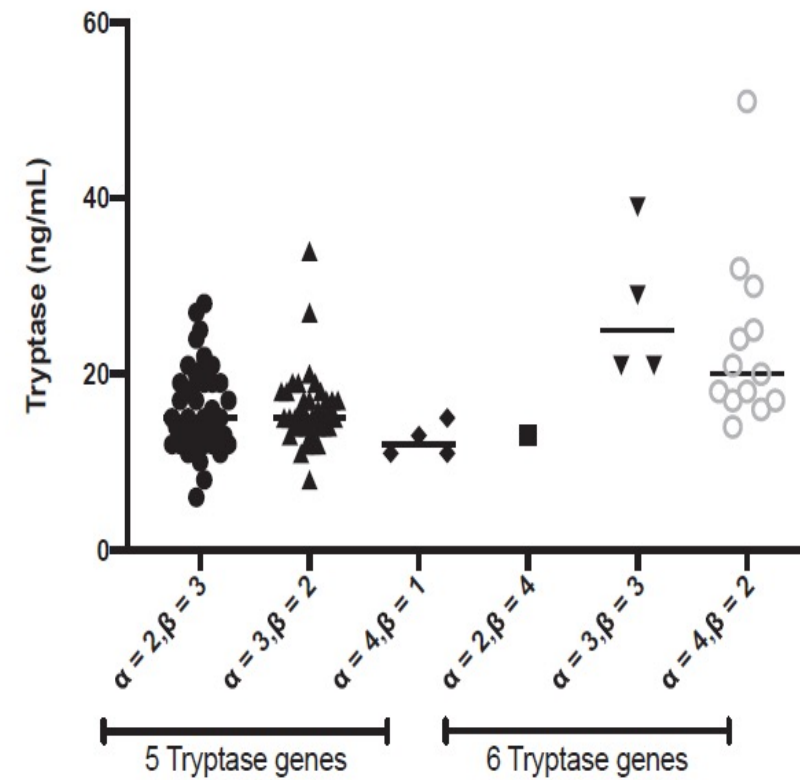 60
40
20
0
Tryptase (ng/mL)
α = 2,β = 3
α = 3,β = 2
α = 4,β = 1
α = 2,β = 4
α = 3,β = 3
α = 4,β = 2
5 Tryptase genes
6 Tryptase genes